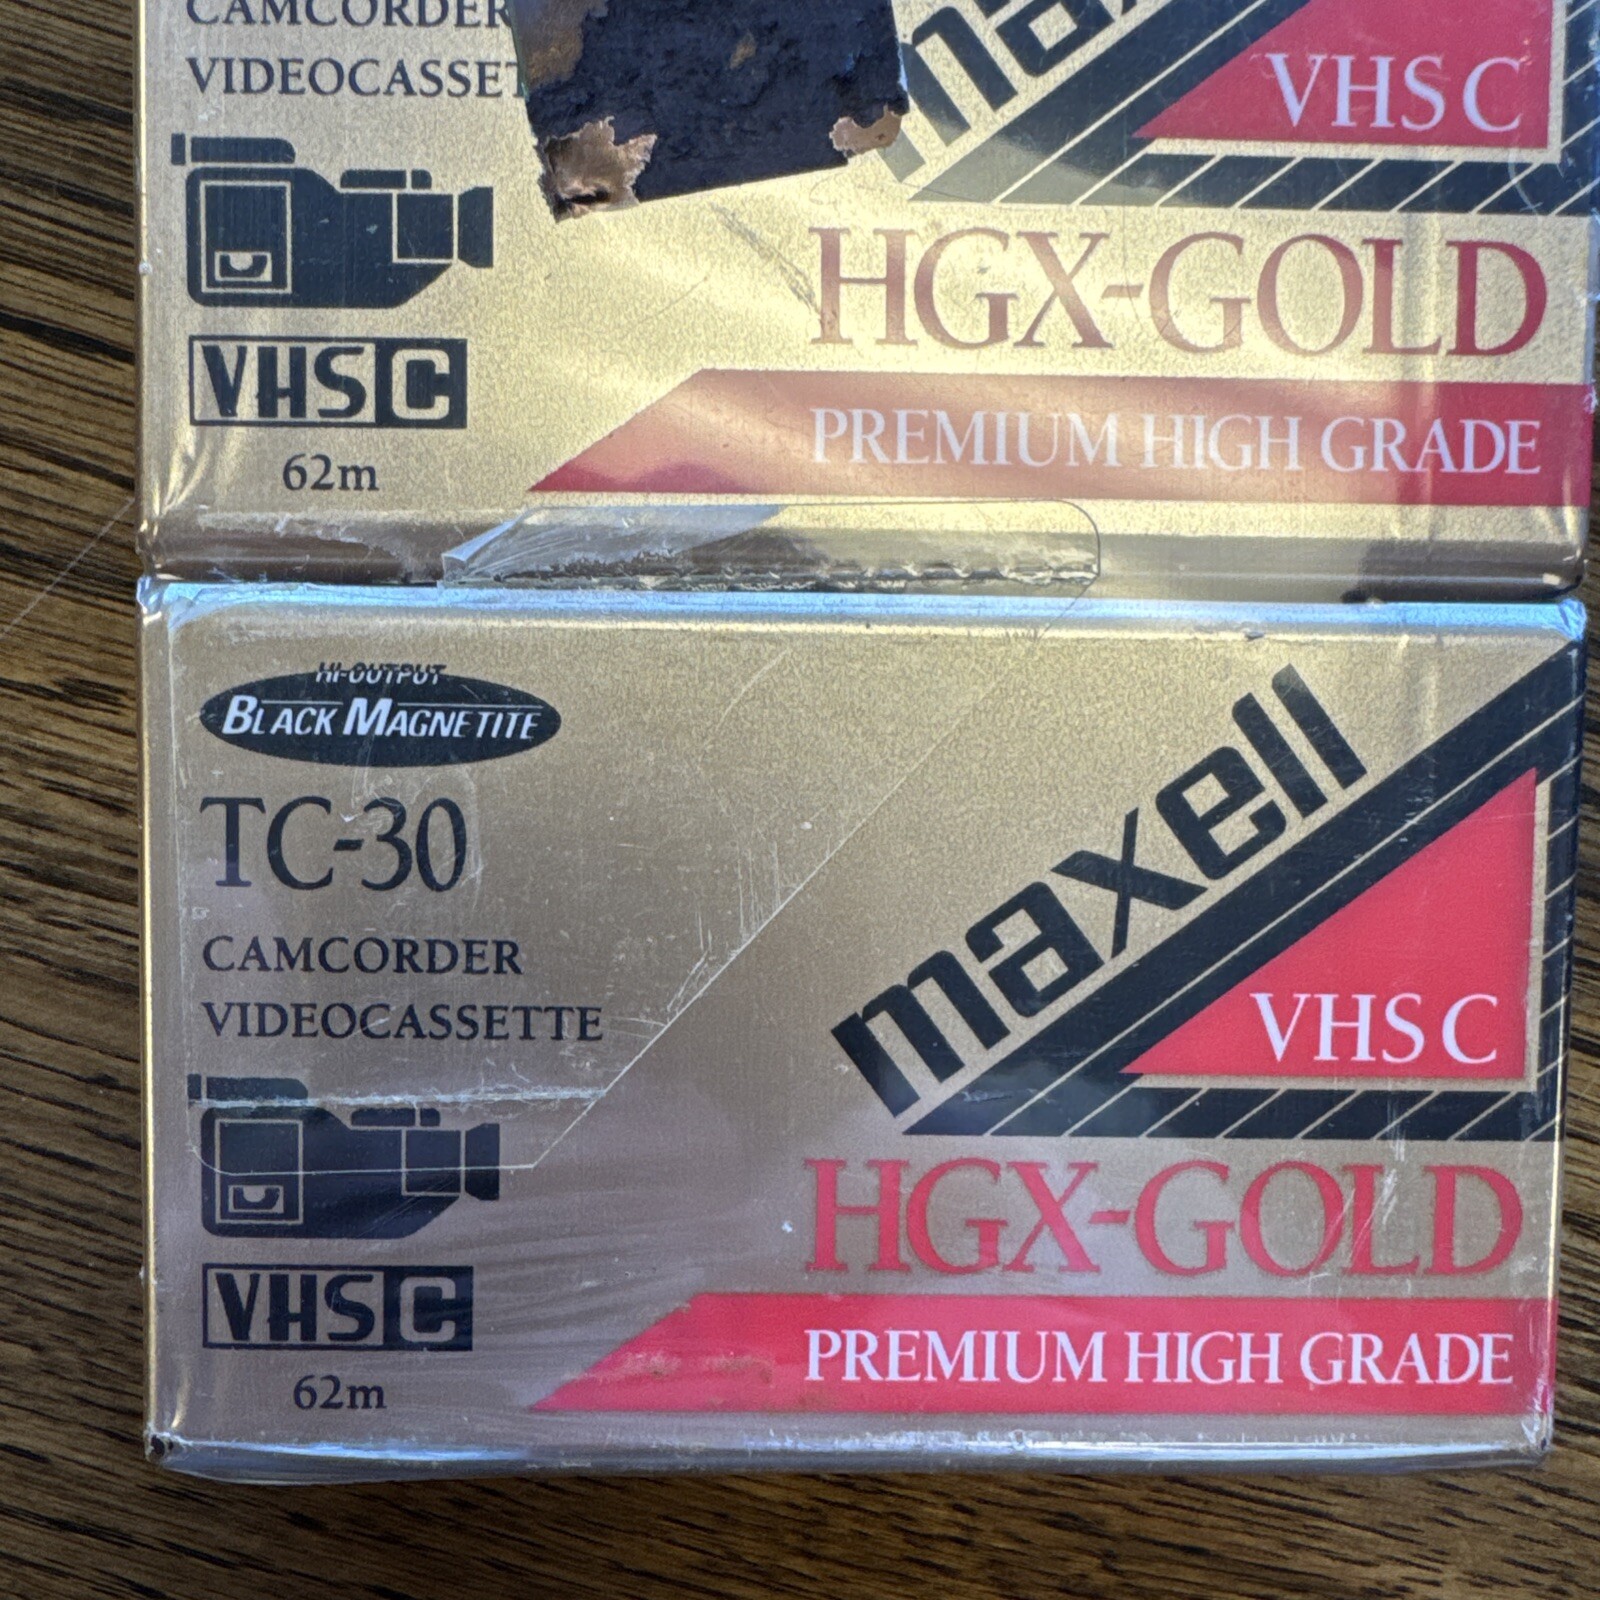 CAMCORDER
VIDEOCASSET
VHS C
HGX-GOLD
VHS C
62m
PREMIUM HIGH GRADE
HI-OUTPUT
BLACK MAGNETITE
TC-30
CAMCORDER
VIDEOCASSETTE
maxell
VHS C
HGX-GOLD
VHS C
62m
PREMIUM HIGH GRADE